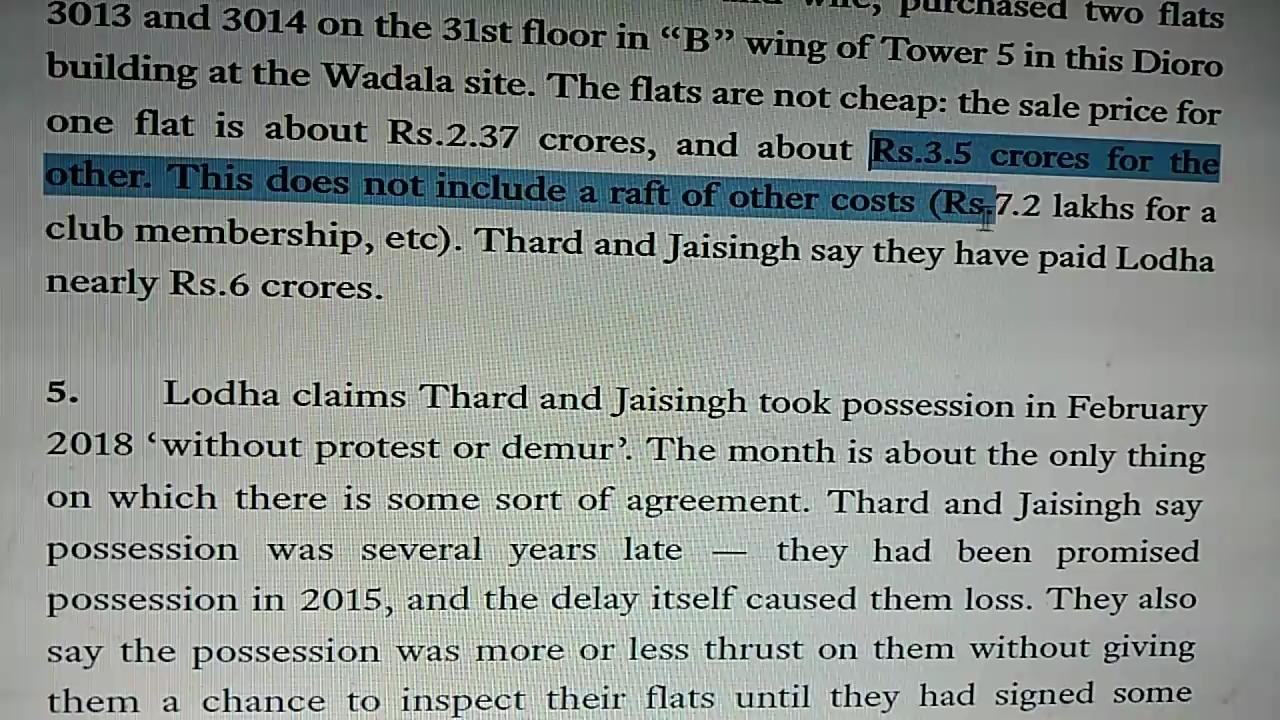 wife, purchased two flats
3013 and 3014 on the 31st floor in “B” wing of Tower 5 in this Dioro
building at the Wadala site. The flats are not cheap: the sale price for
one flat is about Rs.2.37 crores, and about Rs.3.5 crores for the
other. This does not include a raft of other costs (Rs.7.2 lakhs for a
club membership, etc). Thard and Jaisingh say they have paid Lodha
nearly Rs.6 crores.
5. Lodha claims Thard and Jaisingh took possession in February
2018 ‘without protest or demur’. The month is about the only thing
on which there is some sort of agreement. Thard and Jaisingh say
possession was several years late — they had been promised
possession in 2015, and the delay itself caused them loss. They also
say the possession was more or less thrust on them without giving
them a chance to inspect their flats until they had signed some